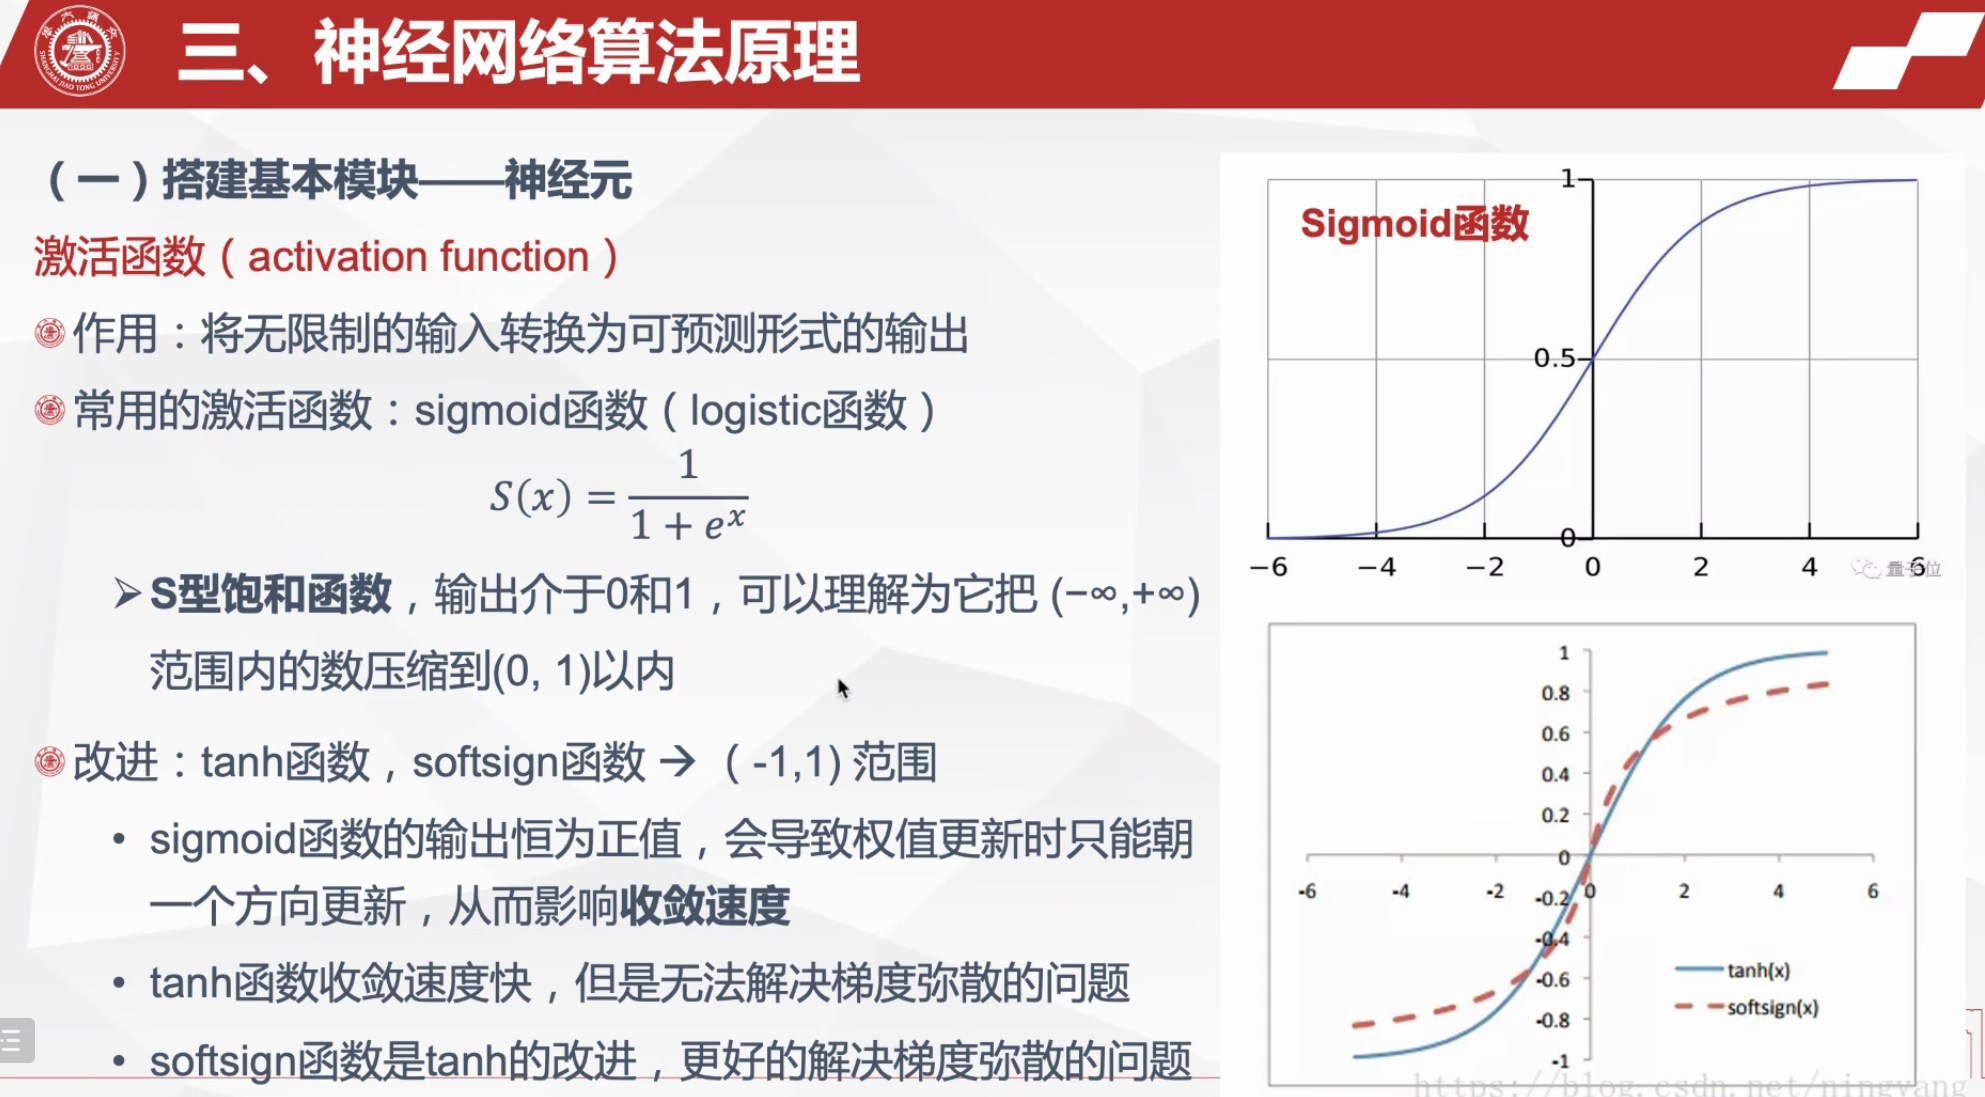 三、神经网络算法原理
SHANGHAI JIAO TONG UNIVERSITY
（一）搭建基本模块——神经元
激活函数（activation function）
作用：将无限制的输入转换为可预测形式的输出
常用的激活函数：sigmoid函数（logistic函数）
S(x) = 1 / (1 + e^x)
S型饱和函数，输出介于0和1，可以理解为它把 (−∞,+∞)
范围内的数压缩到(0, 1)以内
改进：tanh函数，softsign函数 → （-1,1) 范围
• sigmoid函数的输出恒为正值，会导致权值更新时只能朝
一个方向更新，从而影响收敛速度
• tanh函数收敛速度快，但是无法解决梯度弥散的问题
• softsign函数是tanh的改进，更好的解决梯度弥散的问题
Sigmoid函数
1
0.5
0
−6 −4 −2 0 2 4 6
量子位
1
0.8
0.6
0.4
0.2
0
-6 -4 -2 0 2 4 6
-0.2
-0.4
-0.6
-0.8
-1
tanh(x)
softsign(x)
https://blog.csdn.net/ningyang